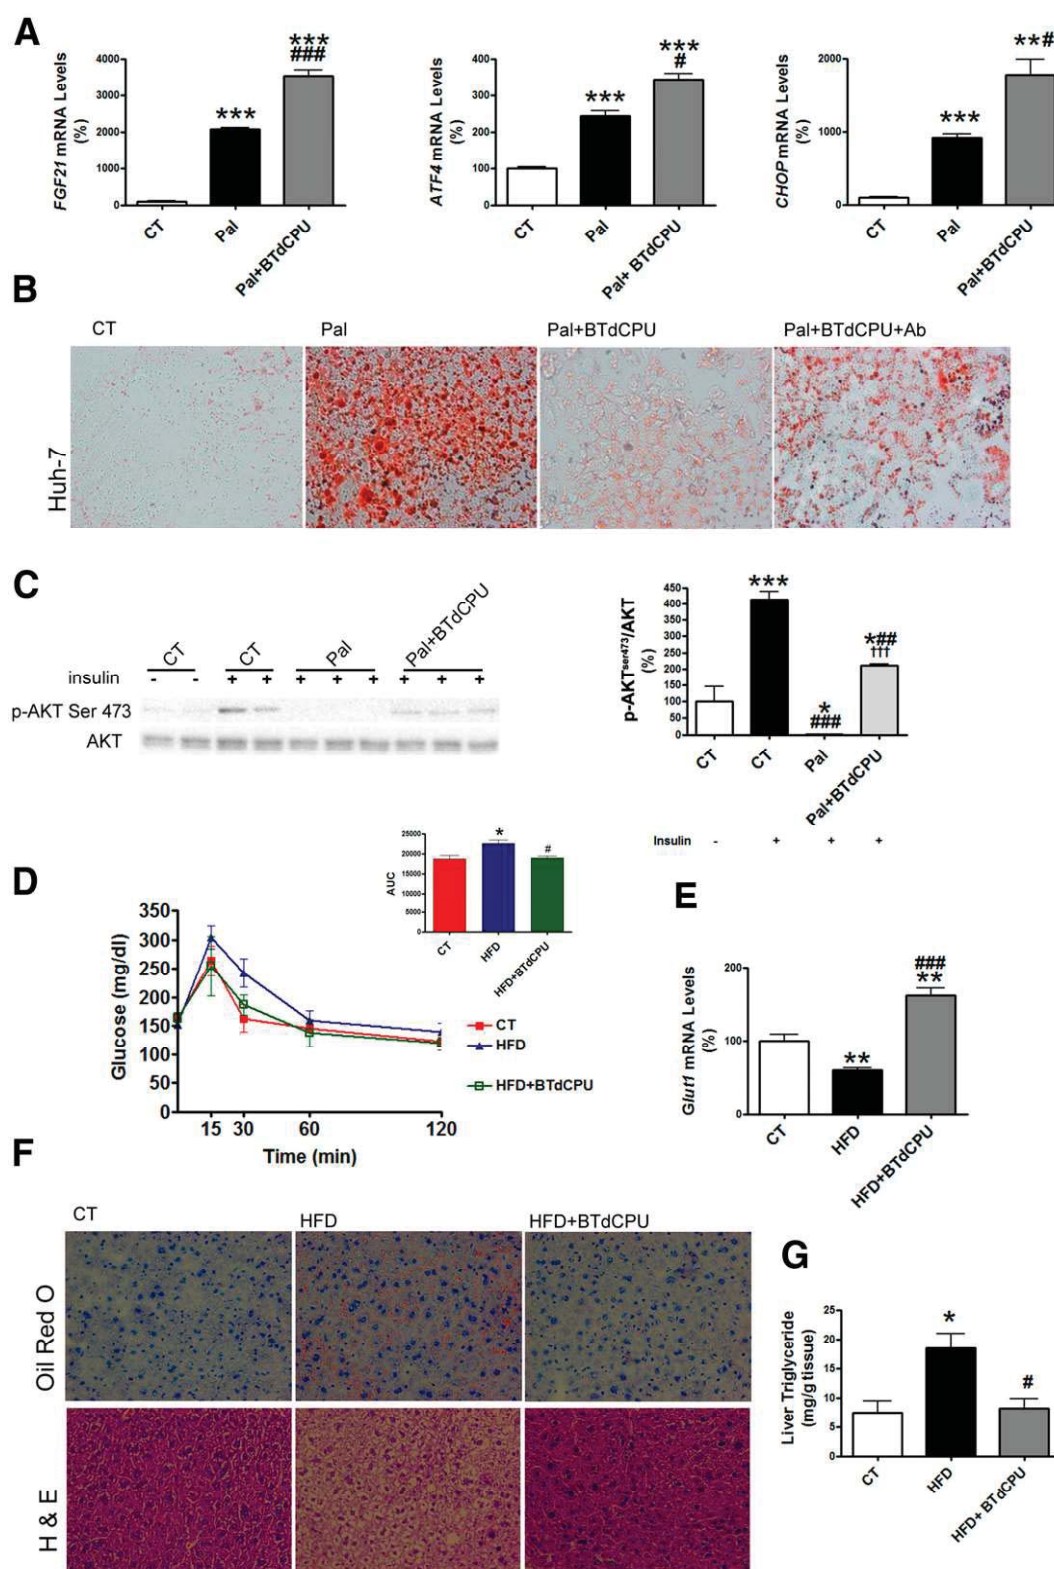 A
FGF21 mRNA Levels
(%)
4000
3000
2000
1000
0
***
***
###
CT
Pal
Pal+BTdCPU
ATF4 mRNA Levels
(%)
400
300
200
100
0
***
***
#
CT
Pal
Pal+ BTdCPU
CHOP mRNA Levels
(%)
2000
1000
0
***
**#
CT
Pal
Pal+BTdCPU
B
CT
Pal
Pal+BTdCPU
Pal+BTdCPU+Ab
Huh-7
C
CT
CT
Pal
Pal+BTdCPU
insulin
- - + + + + + + + +
p-AKT Ser 473
AKT
p-AKTser473/AKT
(%)
450
400
350
300
250
200
150
100
50
0
***
*
###
*##
†††
CT
CT
Pal
Pal+BTdCPU
Insulin - + + +
D
AUC
25000
20000
15000
10000
5000
0
*
#
CT
HFD
HFD+BTdCPU
Glucose (mg/dl)
350
300
250
200
150
100
50
0
15 30 60 120
Time (min)
CT
HFD
HFD+BTdCPU
E
Glut1 mRNA Levels
(%)
200
100
0
**
###
**
CT
HFD
HFD+BTdCPU
F
CT
HFD
HFD+BTdCPU
Oil Red O
H & E
G
Liver Triglyceride
(mg/g tissue)
25
20
15
10
5
0
*
#
CT
HFD
HFD+ BTdCPU